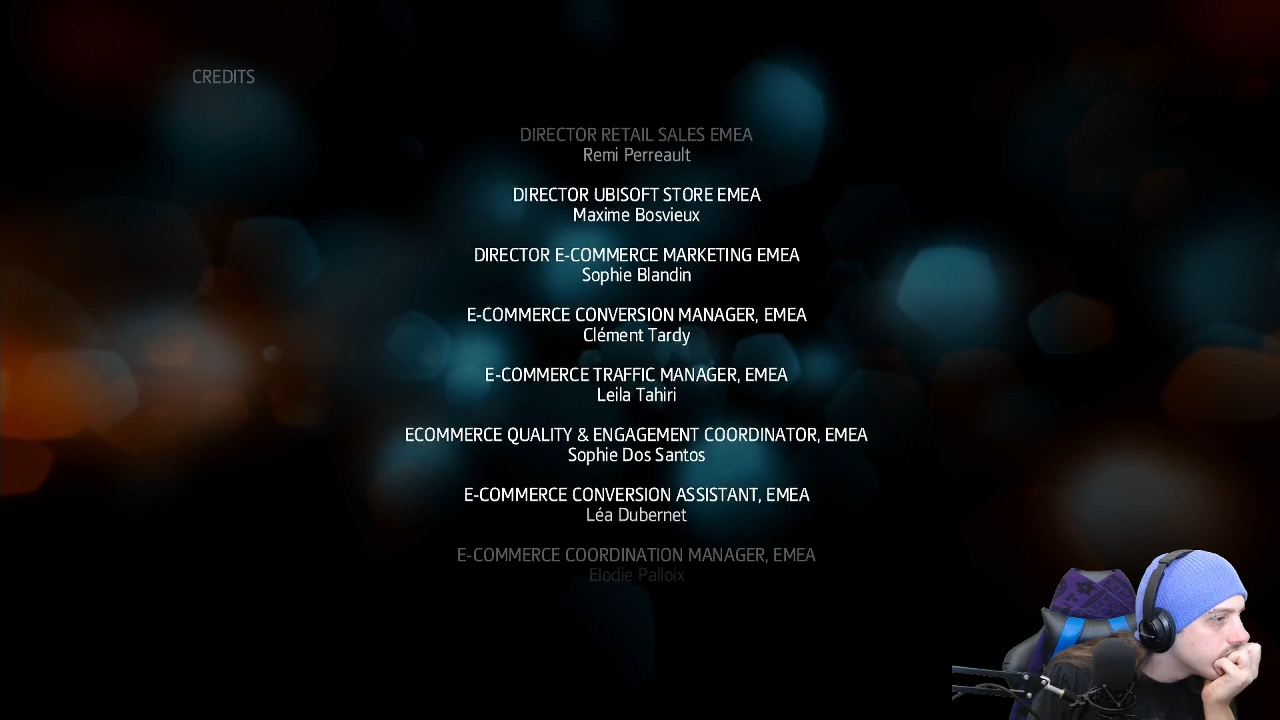 CREDITS
DIRECTOR RETAIL SALES EMEA
Remi Perreault
DIRECTOR UBISOFT STORE EMEA
Maxime Bosvieux
DIRECTOR E-COMMERCE MARKETING EMEA
Sophie Blandin
E-COMMERCE CONVERSION MANAGER, EMEA
Clément Tardy
E-COMMERCE TRAFFIC MANAGER, EMEA
Leila Tahiri
ECOMMERCE QUALITY & ENGAGEMENT COORDINATOR, EMEA
Sophie Dos Santos
E-COMMERCE CONVERSION ASSISTANT, EMEA
Léa Dubernet
E-COMMERCE COORDINATION MANAGER, EMEA
Elodie Palloix